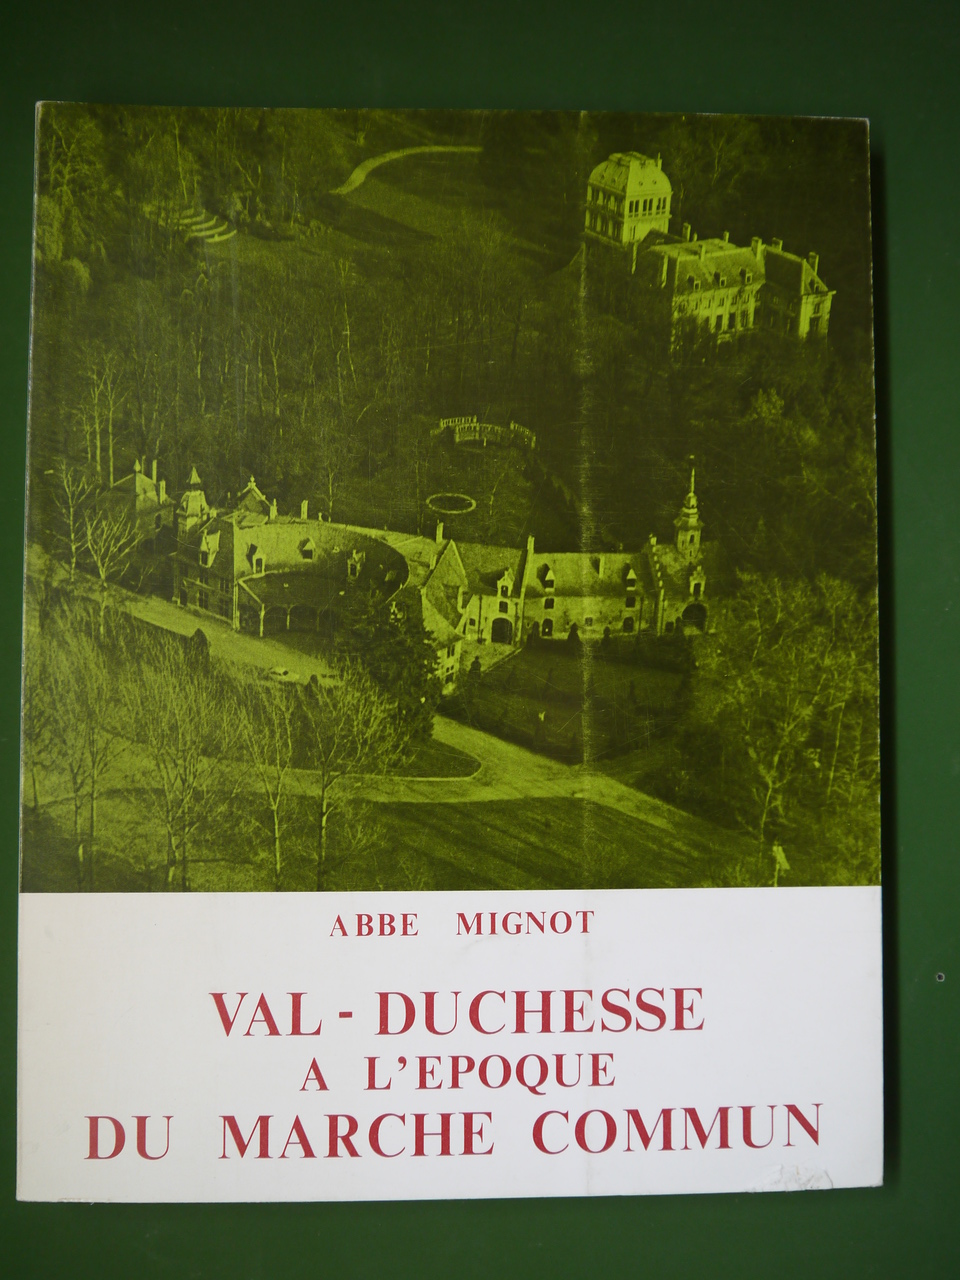 ABBE MIGNOT
VAL - DUCHESSE
A L'EPOQUE
DU MARCHE COMMUN